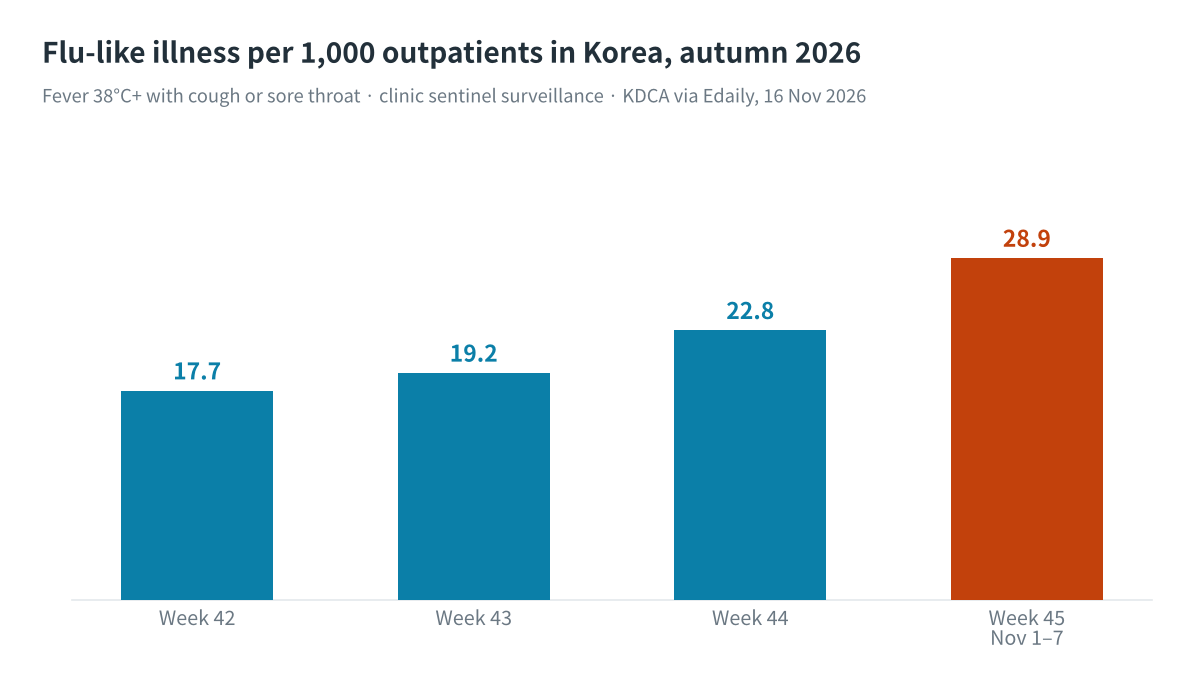 Flu-like illness per 1,000 outpatients in Korea, autumn 2026
Fever 38°C+ with cough or sore throat · clinic sentinel surveillance · KDCA via Edaily, 16 Nov 2026
17.7
19.2
22.8
28.9
Week 42
Week 43
Week 44
Week 45
Nov 1–7